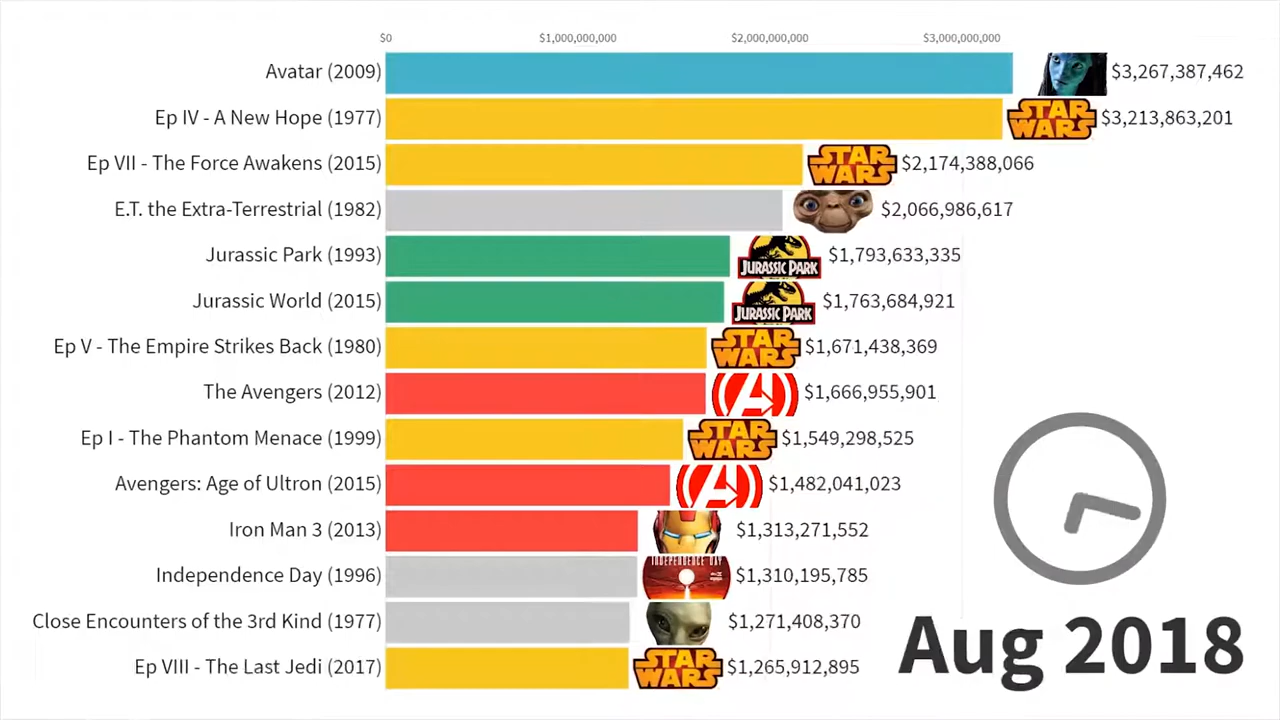 $0 $1,000,000,000 $2,000,000,000 $3,000,000,000
Avatar (2009) $3,267,387,462
Ep IV - A New Hope (1977) STAR WARS $3,213,863,201
Ep VII - The Force Awakens (2015) STAR WARS $2,174,388,066
E.T. the Extra-Terrestrial (1982) $2,066,986,617
Jurassic Park (1993) JURASSIC PARK $1,793,633,335
Jurassic World (2015) JURASSIC PARK $1,763,684,921
Ep V - The Empire Strikes Back (1980) STAR WARS $1,671,438,369
The Avengers (2012) A $1,666,955,901
Ep I - The Phantom Menace (1999) STAR WARS $1,549,298,525
Avengers: Age of Ultron (2015) A $1,482,041,023
Iron Man 3 (2013) $1,313,271,552
Independence Day (1996) INDEPENDENCE DAY $1,310,195,785
Close Encounters of the 3rd Kind (1977) $1,271,408,370
Ep VIII - The Last Jedi (2017) STAR WARS $1,265,912,895
Aug 2018